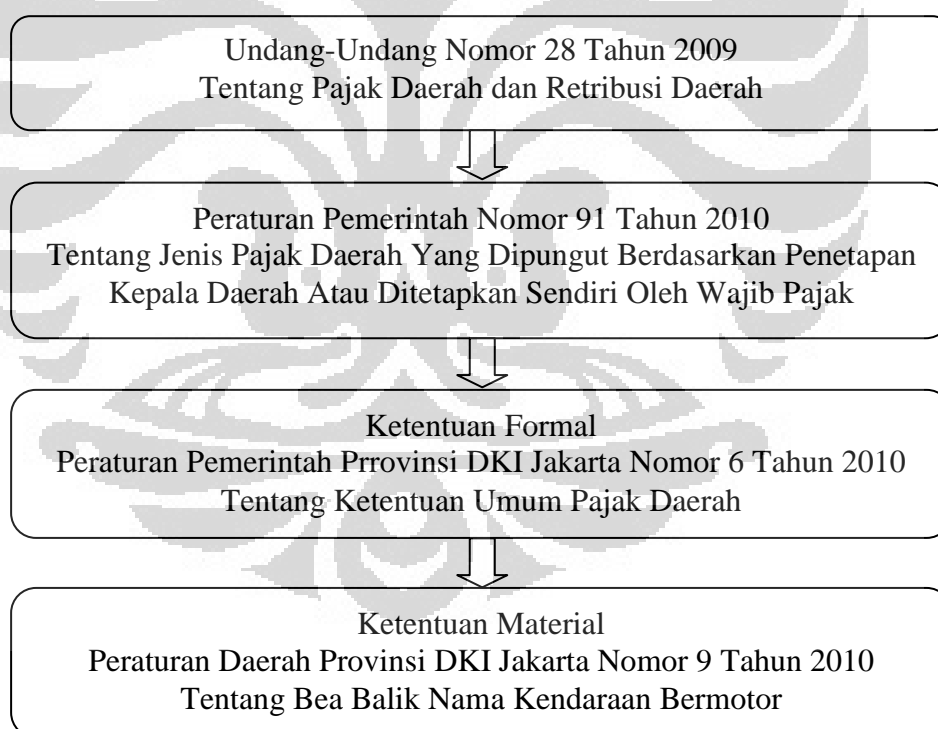 Undang-Undang Nomor 28 Tahun 2009
Tentang Pajak Daerah dan Retribusi Daerah
Peraturan Pemerintah Nomor 91 Tahun 2010
Tentang Jenis Pajak Daerah Yang Dipungut Berdasarkan Penetapan
Kepala Daerah Atau Ditetapkan Sendiri Oleh Wajib Pajak
Ketentuan Formal
Peraturan Pemerintah Prrovinsi DKI Jakarta Nomor 6 Tahun 2010
Tentang Ketentuan Umum Pajak Daerah
Ketentuan Material
Peraturan Daerah Provinsi DKI Jakarta Nomor 9 Tahun 2010
Tentang Bea Balik Nama Kendaraan Bermotor